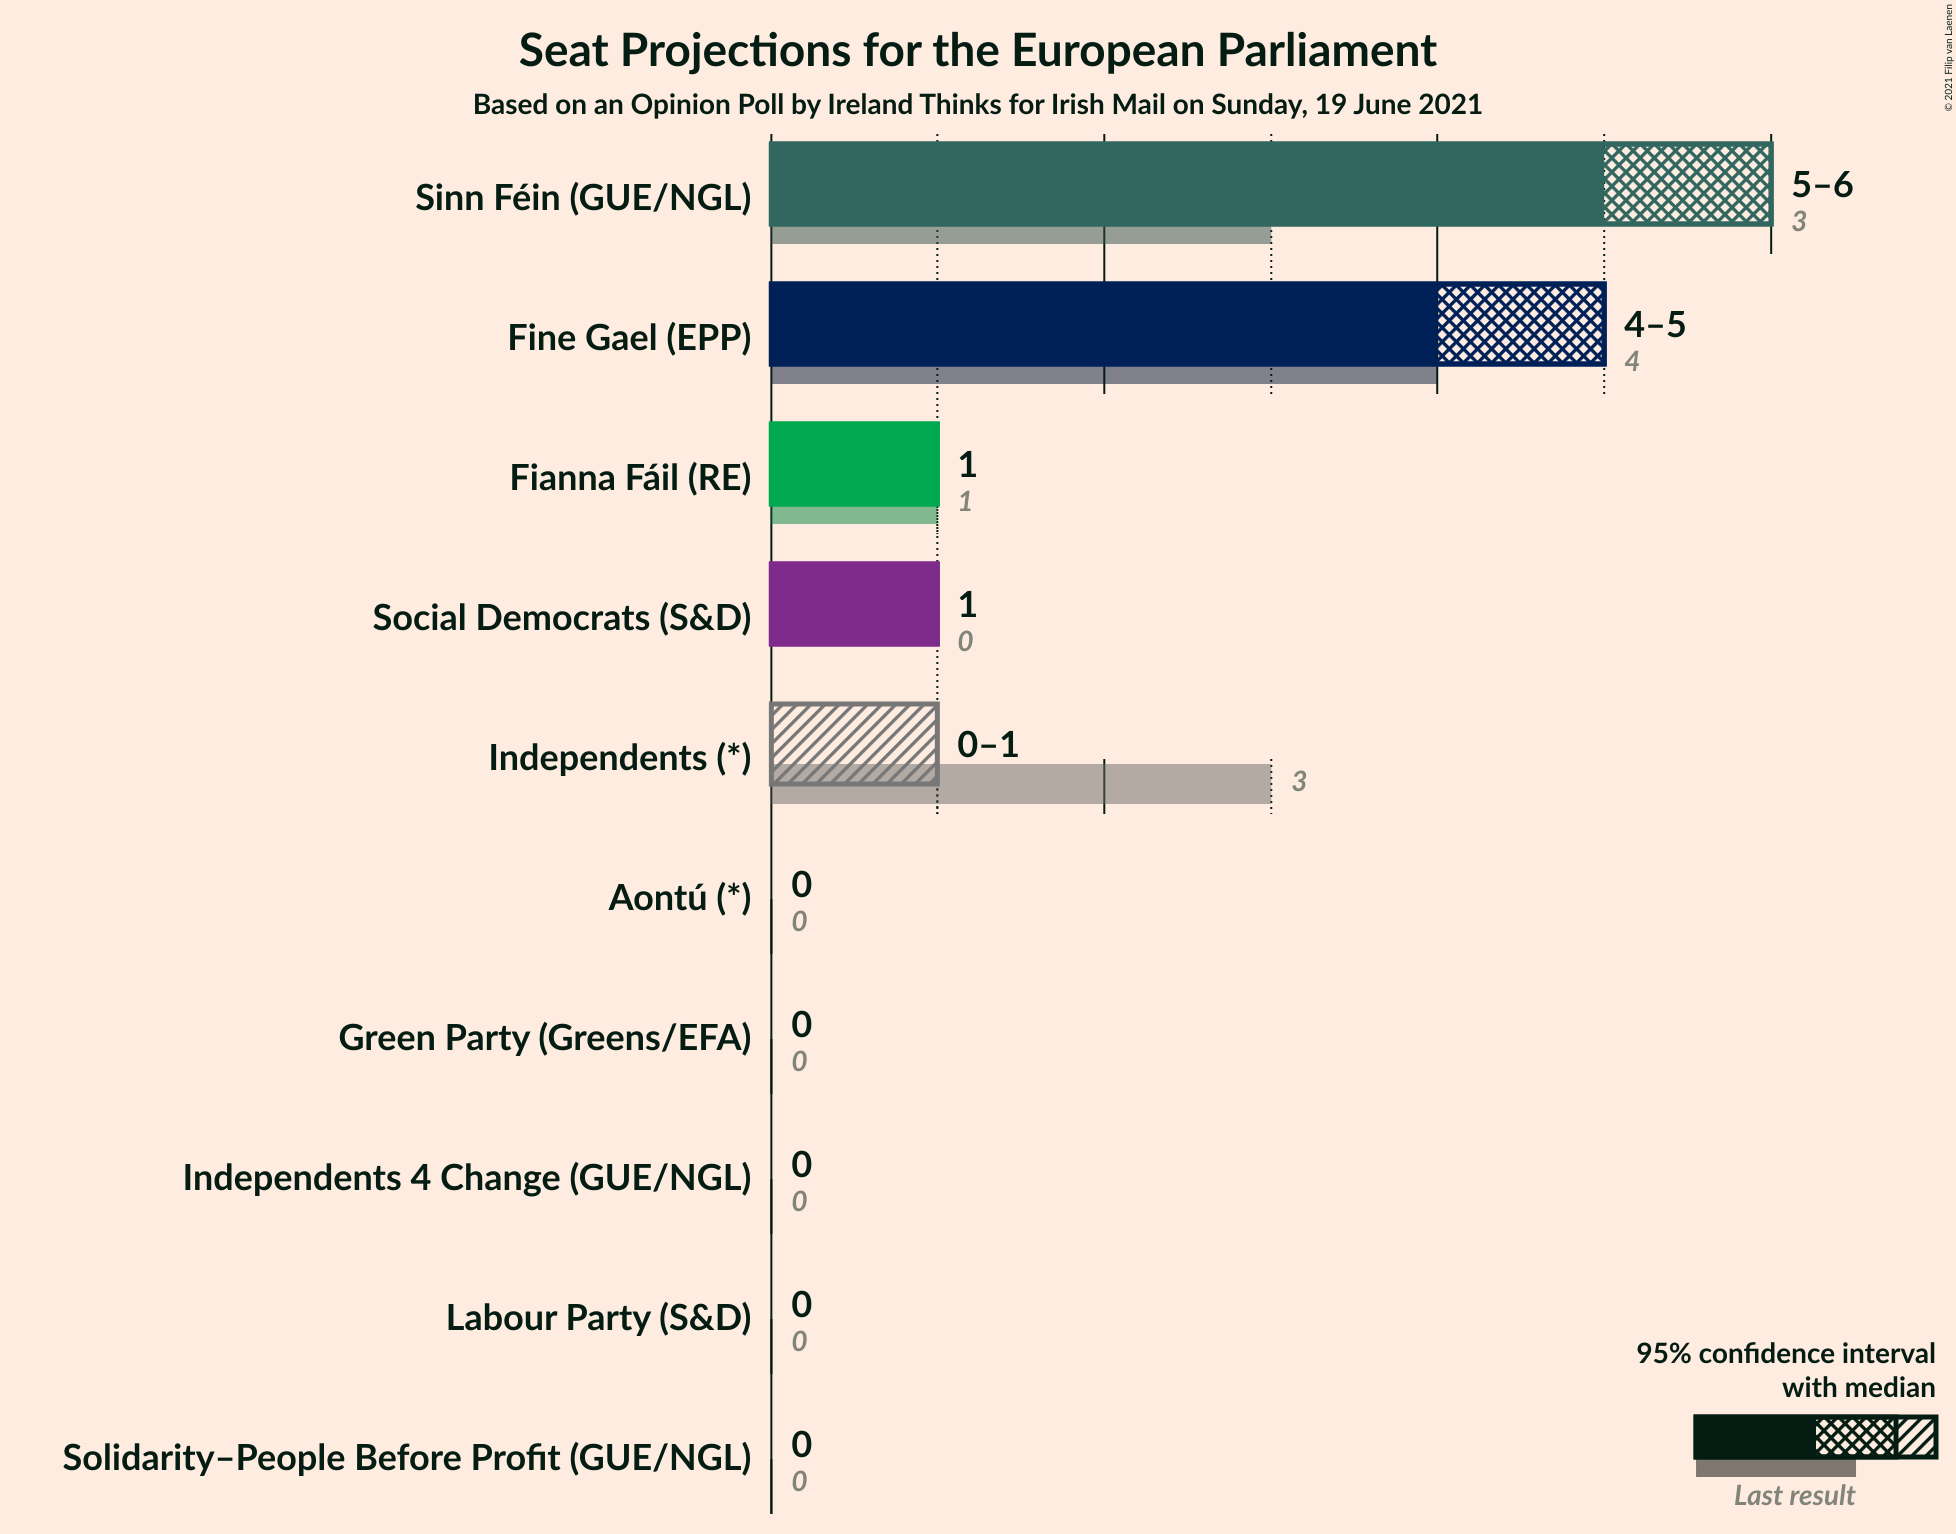 Seat Projections for the European Parliament
Based on an Opinion Poll by Ireland Thinks for Irish Mail on Sunday, 19 June 2021
© 2021 Filip van Laenen
Sinn Féin (GUE/NGL)
5–6
3
Fine Gael (EPP)
4–5
4
Fianna Fáil (RE)
1
1
Social Democrats (S&D)
1
0
Independents (*)
0–1
3
Aontú (*)
0
0
Green Party (Greens/EFA)
0
0
Independents 4 Change (GUE/NGL)
0
0
Labour Party (S&D)
0
0
Solidarity–People Before Profit (GUE/NGL)
0
0
95% confidence interval
with median
Last result